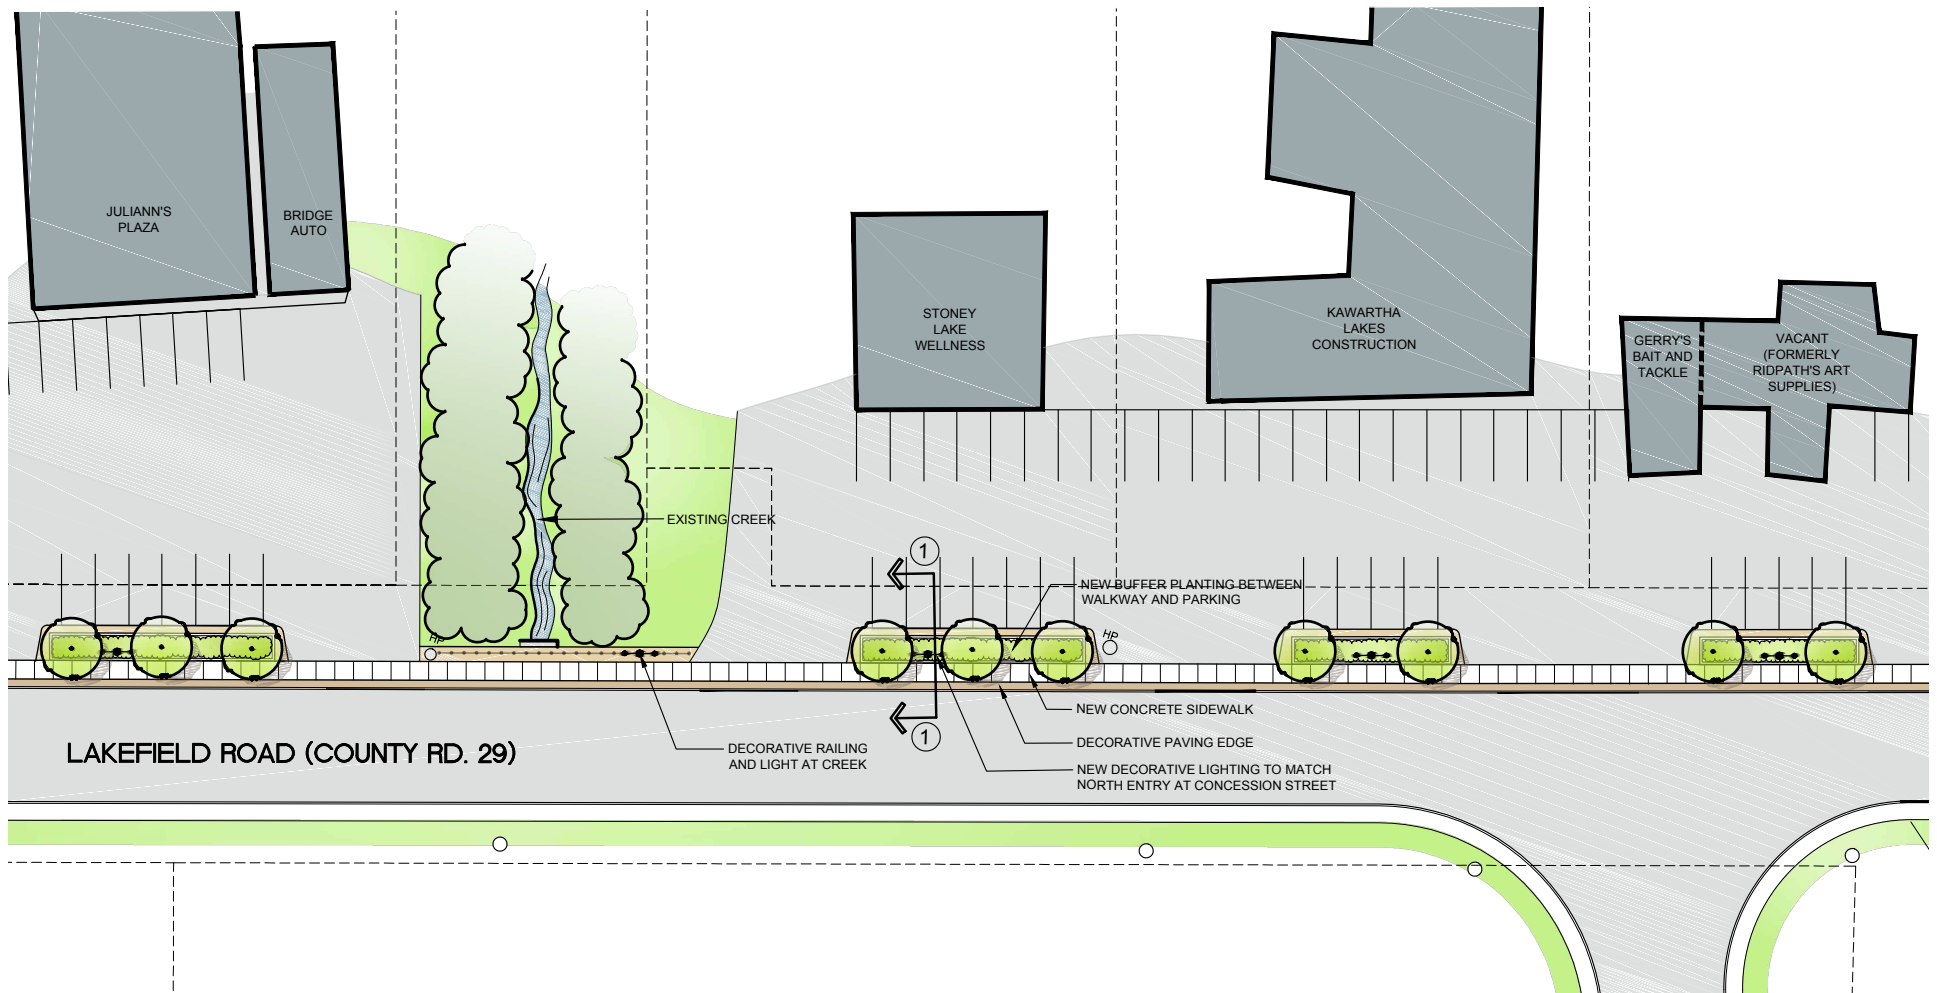 JULIANN'S
PLAZA
BRIDGE
AUTO
STONEY
LAKE
WELLNESS
KAWARTHA
LAKES
CONSTRUCTION
GERRY'S
BAIT AND
TACKLE
VACANT
(FORMERLY
RIDPATH'S ART
SUPPLIES)
EXISTING CREEK
1
NEW BUFFER PLANTING BETWEEN
WALKWAY AND PARKING
HP
HP
NEW CONCRETE SIDEWALK
1
DECORATIVE PAVING EDGE
LAKEFIELD ROAD (COUNTY RD. 29)
DECORATIVE RAILING
AND LIGHT AT CREEK
NEW DECORATIVE LIGHTING TO MATCH
NORTH ENTRY AT CONCESSION STREET